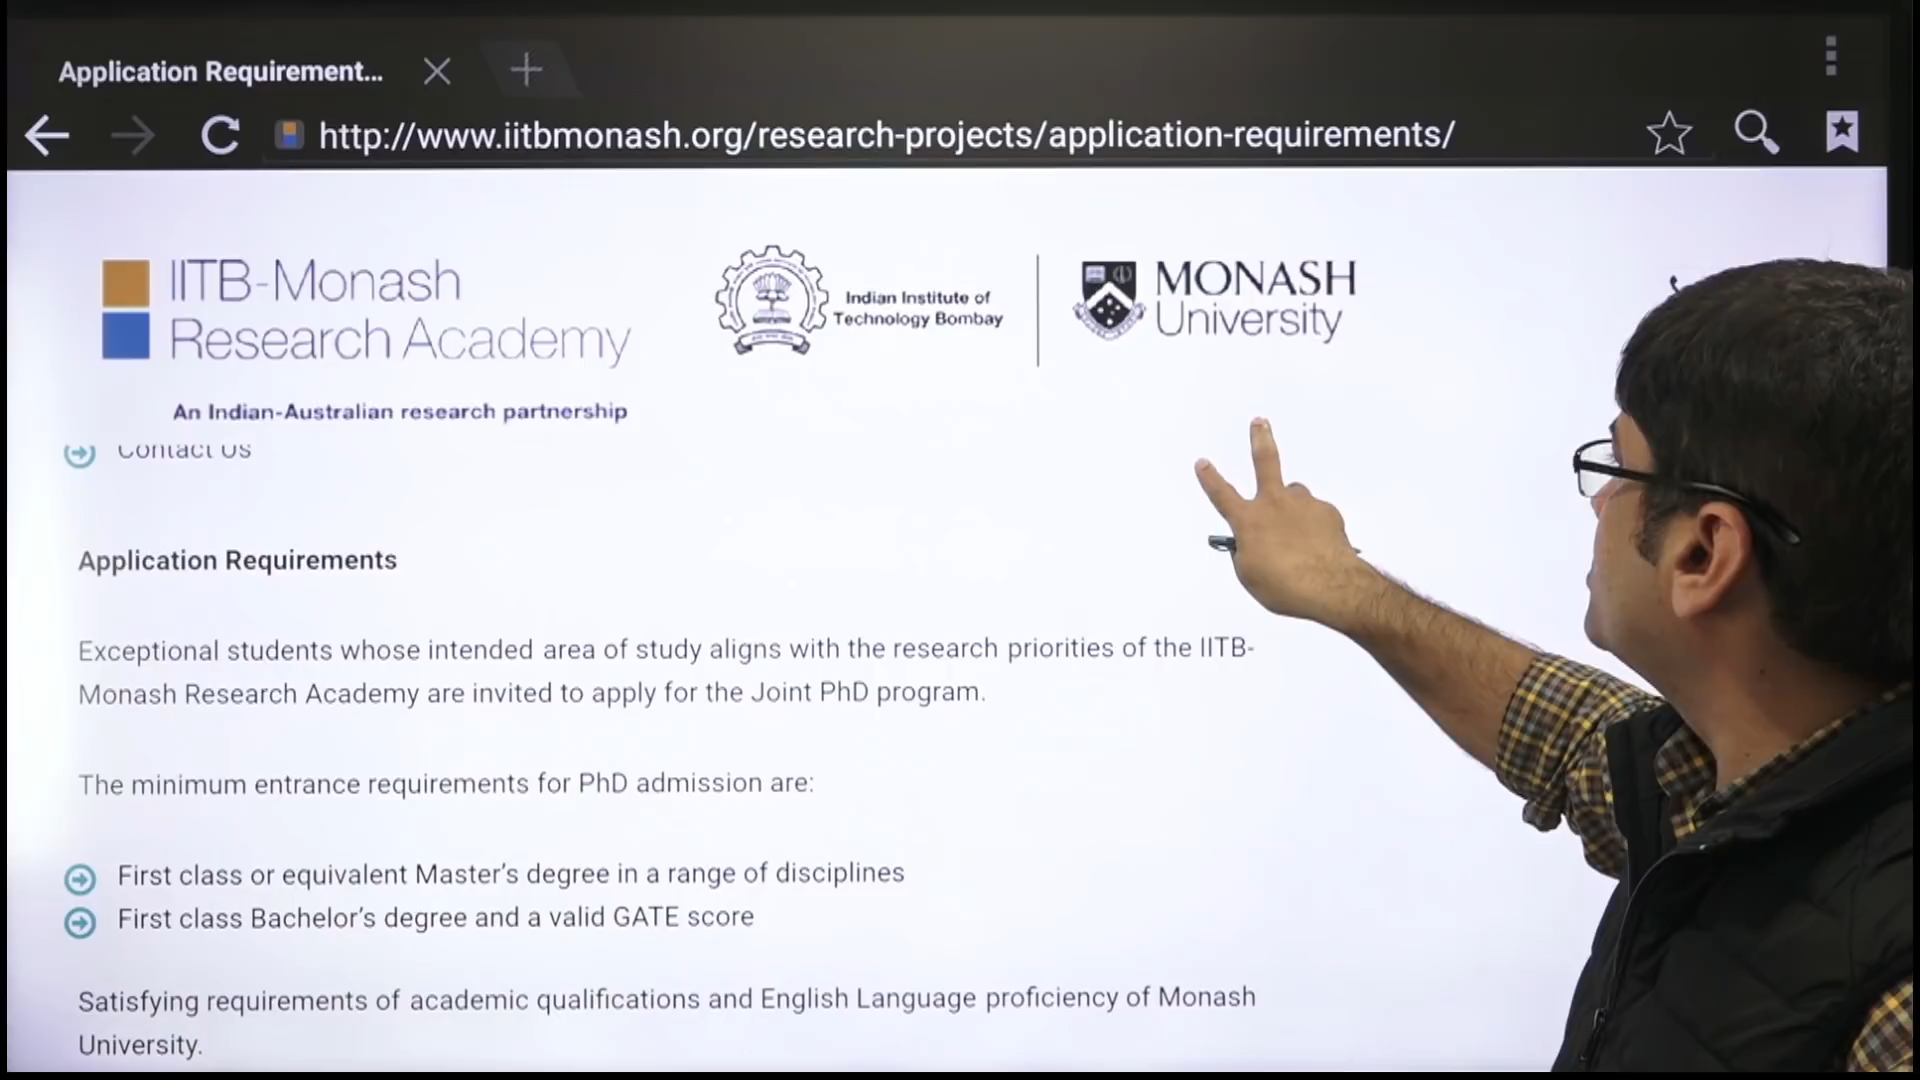 Application Requirement...
http://www.iitbmonash.org/research-projects/application-requirements/
IITB-Monash
Research Academy
An Indian-Australian research partnership
Indian Institute of
Technology Bombay
MONASH
University
Contact Us
Application Requirements
Exceptional students whose intended area of study aligns with the research priorities of the IITB-
Monash Research Academy are invited to apply for the Joint PhD program.
The minimum entrance requirements for PhD admission are:
First class or equivalent Master's degree in a range of disciplines
First class Bachelor's degree and a valid GATE score
Satisfying requirements of academic qualifications and English Language proficiency of Monash
University.